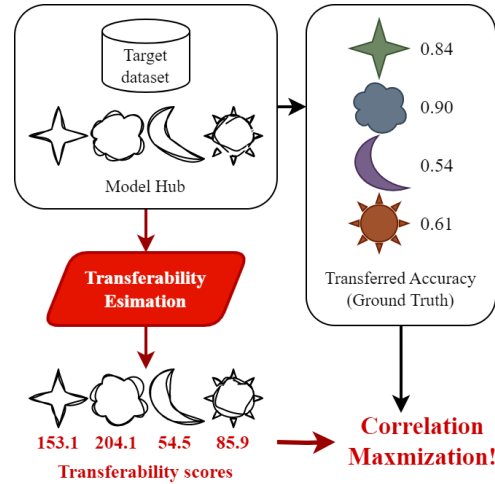 Target
dataset
Model Hub
0.84
0.90
0.54
0.61
Transferred Accuracy
(Ground Truth)
Transferability
Esimation
153.1 204.1 54.5 85.9
Transferability scores
Correlation
Maxmization!